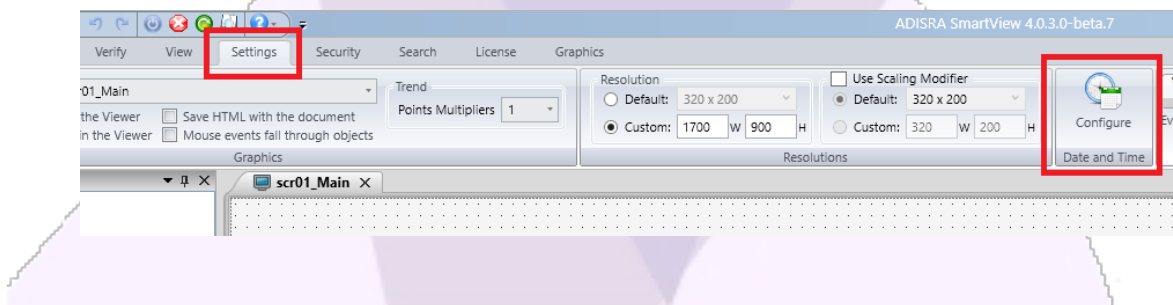 ADISRA SmartView 4.0.3.0-beta.7
Verify View Settings Security Search License Graphics
r01_Main
the Viewer Save HTML with the document
in the Viewer Mouse events fall through objects
Graphics
Trend
Points Multipliers 1
Resolution
Default: 320 x 200
Custom: 1700 W 900 H
Use Scaling Modifier
Default: 320 x 200
Custom: 320 W 200 H
Resolutions
Configure
Date and Time
Ev
scr01_Main